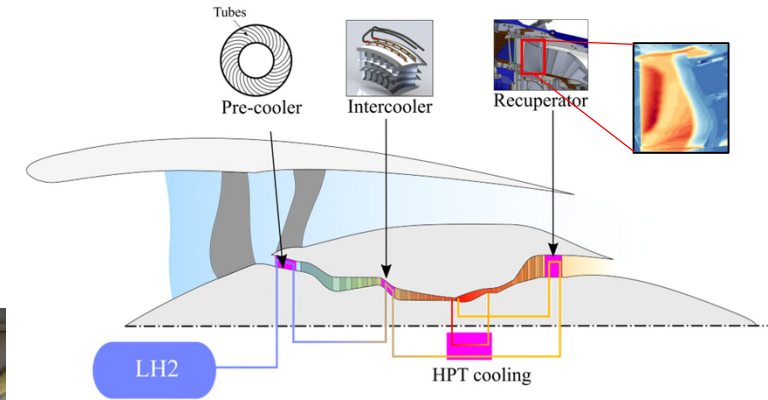 Tubes
Pre-cooler
Intercooler
Recuperator
LH2
HPT cooling